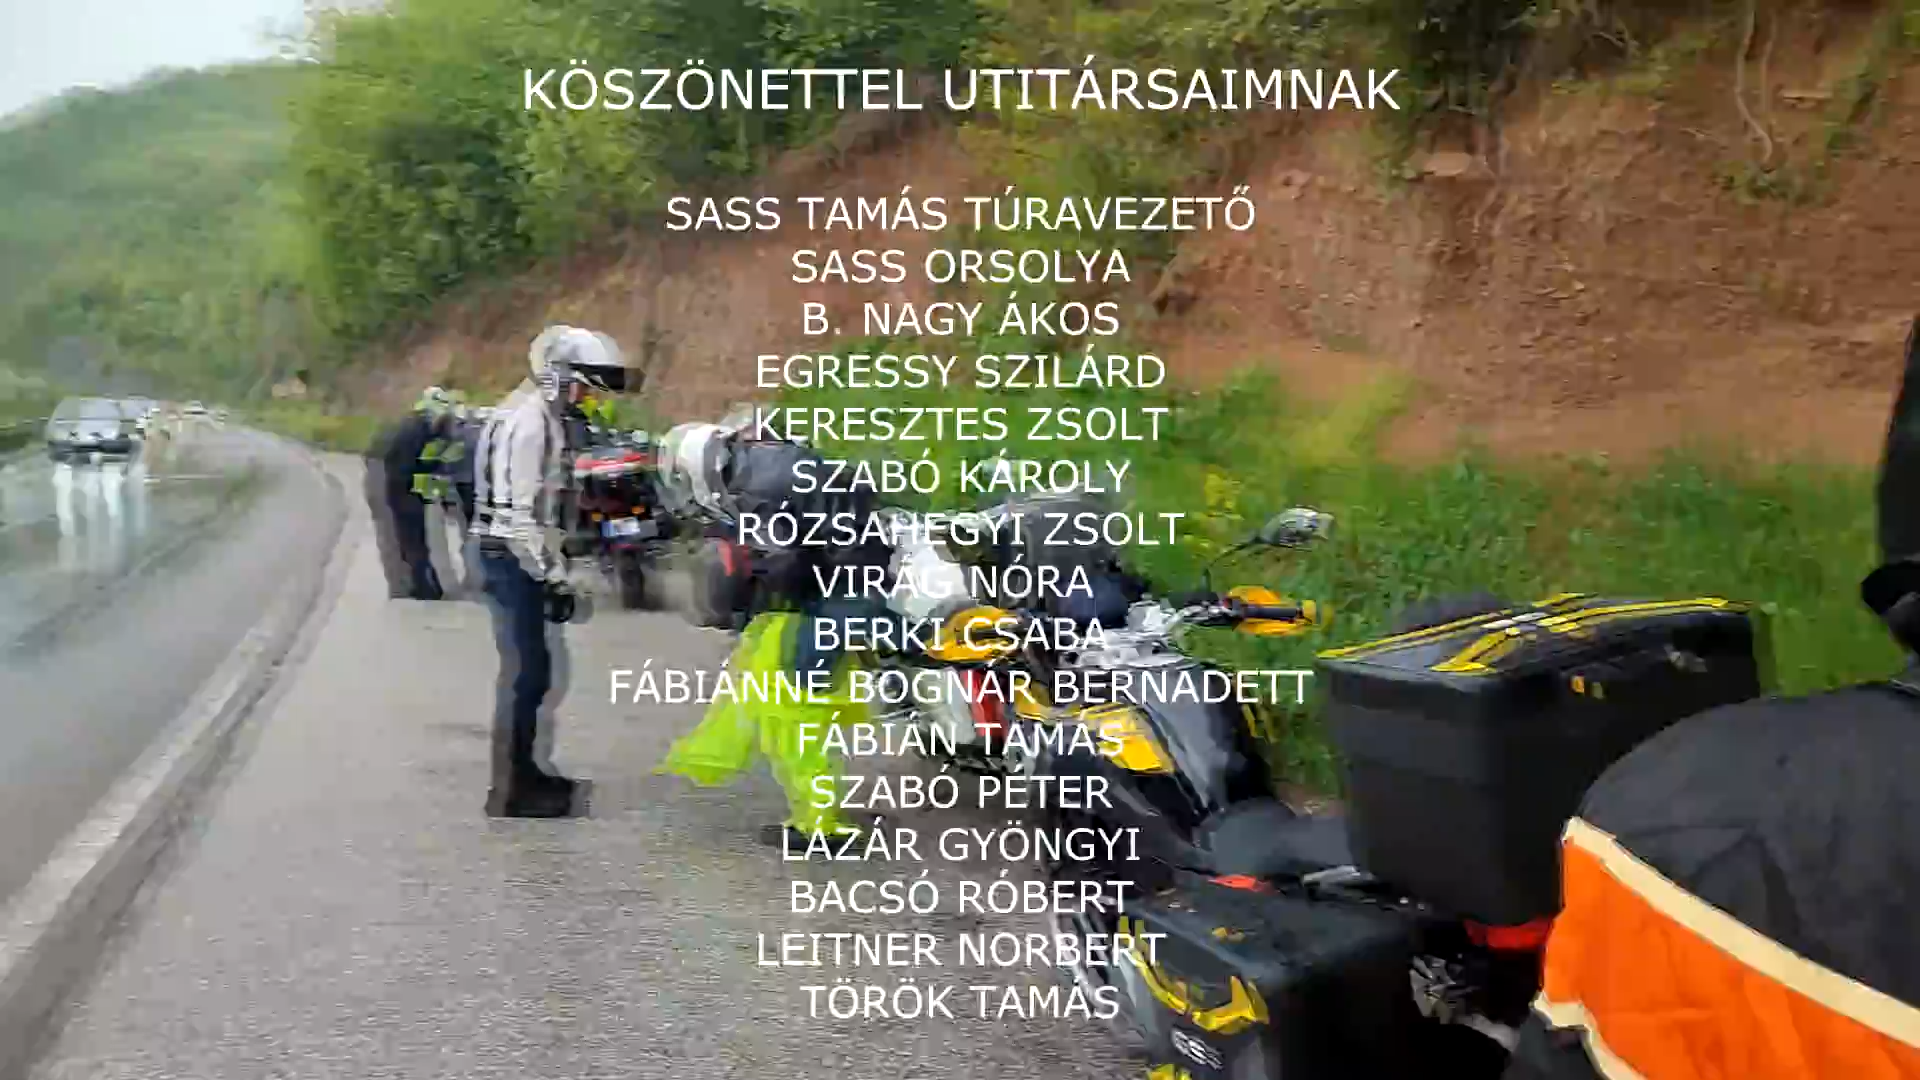 KÖSZÖNETTEL UTITÁRSAIMNAK
SASS TAMÁS TÚRAVEZETŐ
SASS ORSOLYA
B. NAGY ÁKOS
EGRESSY SZILÁRD
KERESZTES ZSOLT
SZABÓ KÁROLY
RÓZSAHEGYI ZSOLT
VIRÁG NÓRA
BERKI CSABA
FÁBIÁNNÉ BOGNÁR BERNADETT
FÁBIÁN TAMÁS
SZABÓ PÉTER
LÁZÁR GYÖNGYI
BACSÓ RÓBERT
LEITNER NORBERT
TÖRÖK TAMÁS